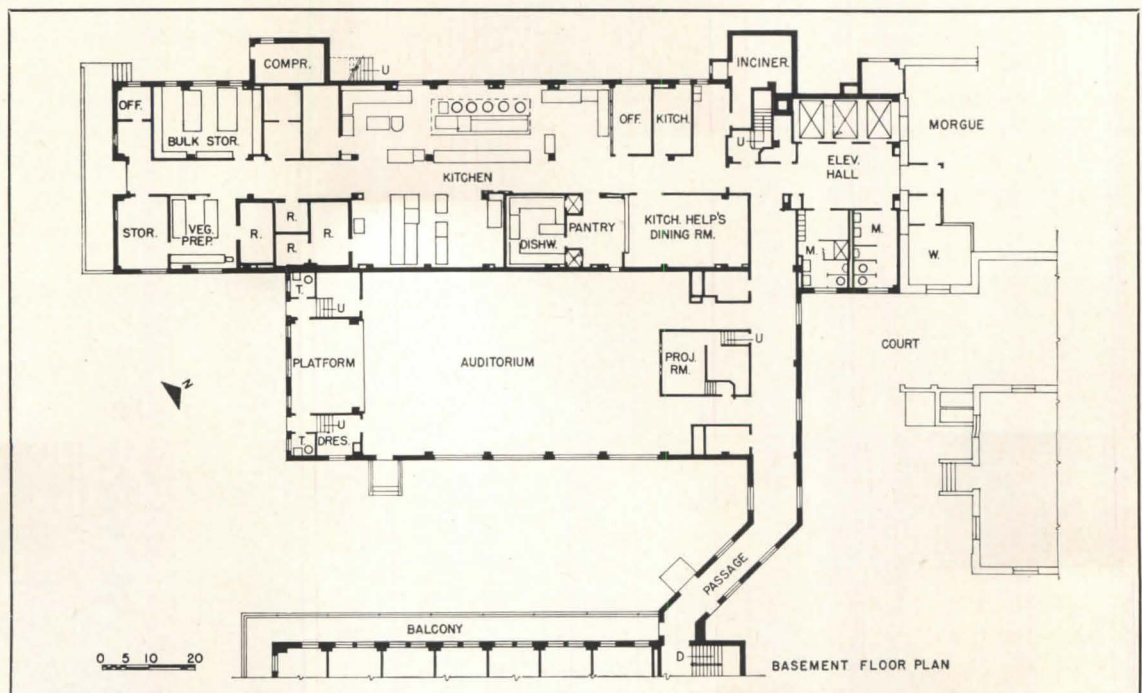 COMPR.
U
INCINER.
OFF.
BULK STOR.
OFF.
KITCH.
U
MORGUE
ELEV.
HALL
KITCHEN
STOR.
VEG.
PREP.
R.
R.
R.
R.
DISHW.
PANTRY
KITCH. HELP'S
DINING RM.
M.
M.
W.
T.
U
PLATFORM
AUDITORIUM
PROJ.
RM.
U
COURT
N
U
T.
DRES.
PASSAGE
BALCONY
0 5 10 20
D
BASEMENT FLOOR PLAN